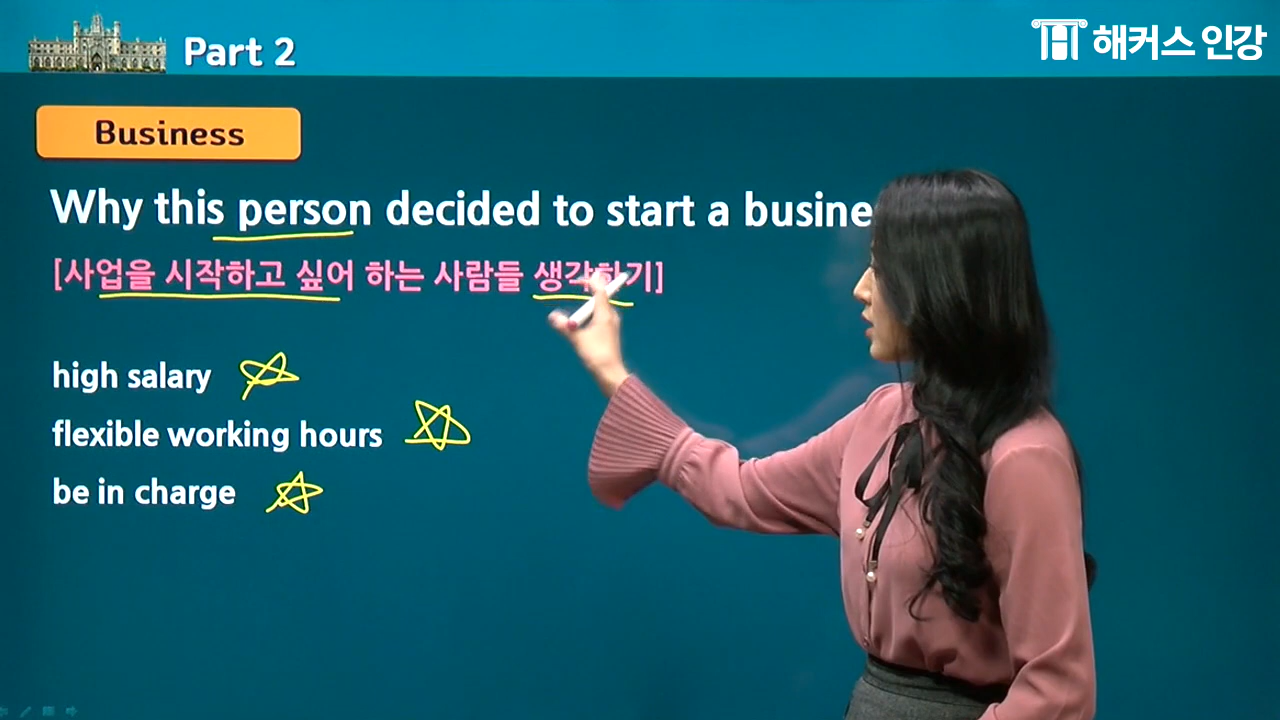 Part 2
해커스 인강
Business
Why this person decided to start a busine
[사업을 시작하고 싶어 하는 사람들 생각하기]
high salary
flexible working hours
be in charge